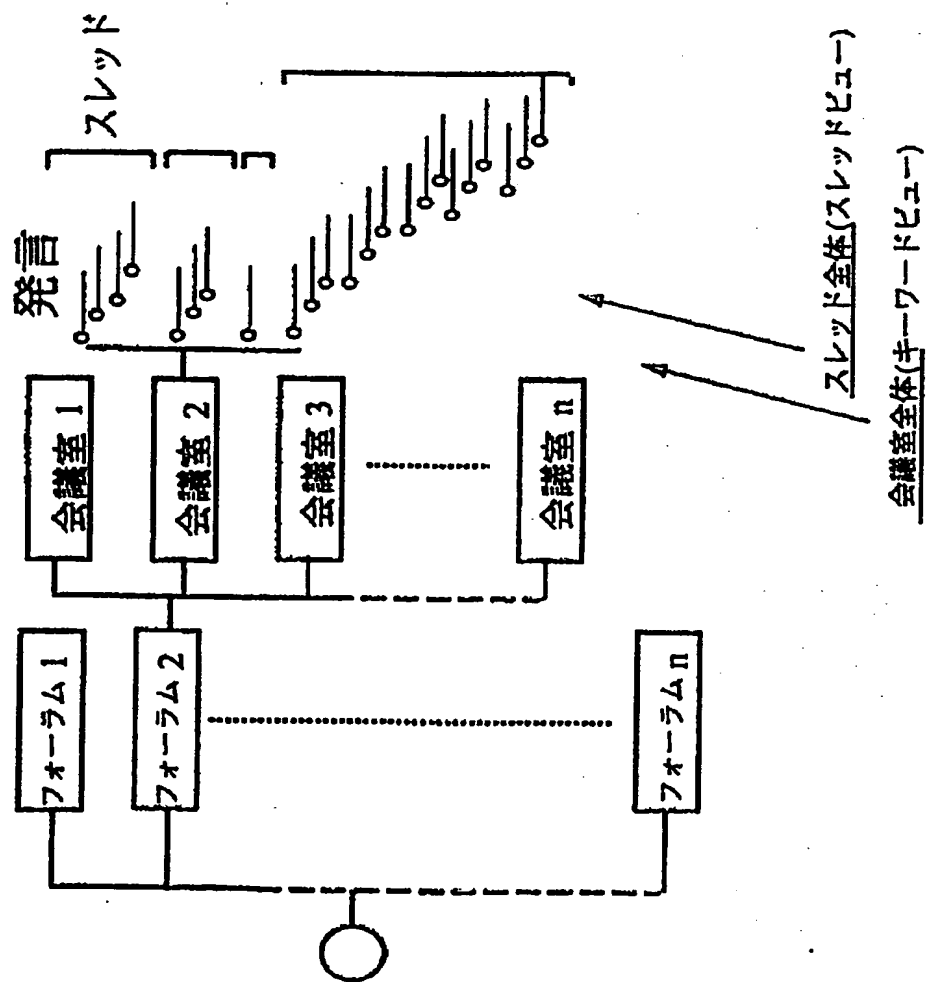 スレッド
発言
会議室 1
会議室 2
会議室 3
会議室 n
フォーラム 1
フォーラム 2
フォーラム n
スレッド全体(スレッドビュー)
会議室全体(キーワードビュー)